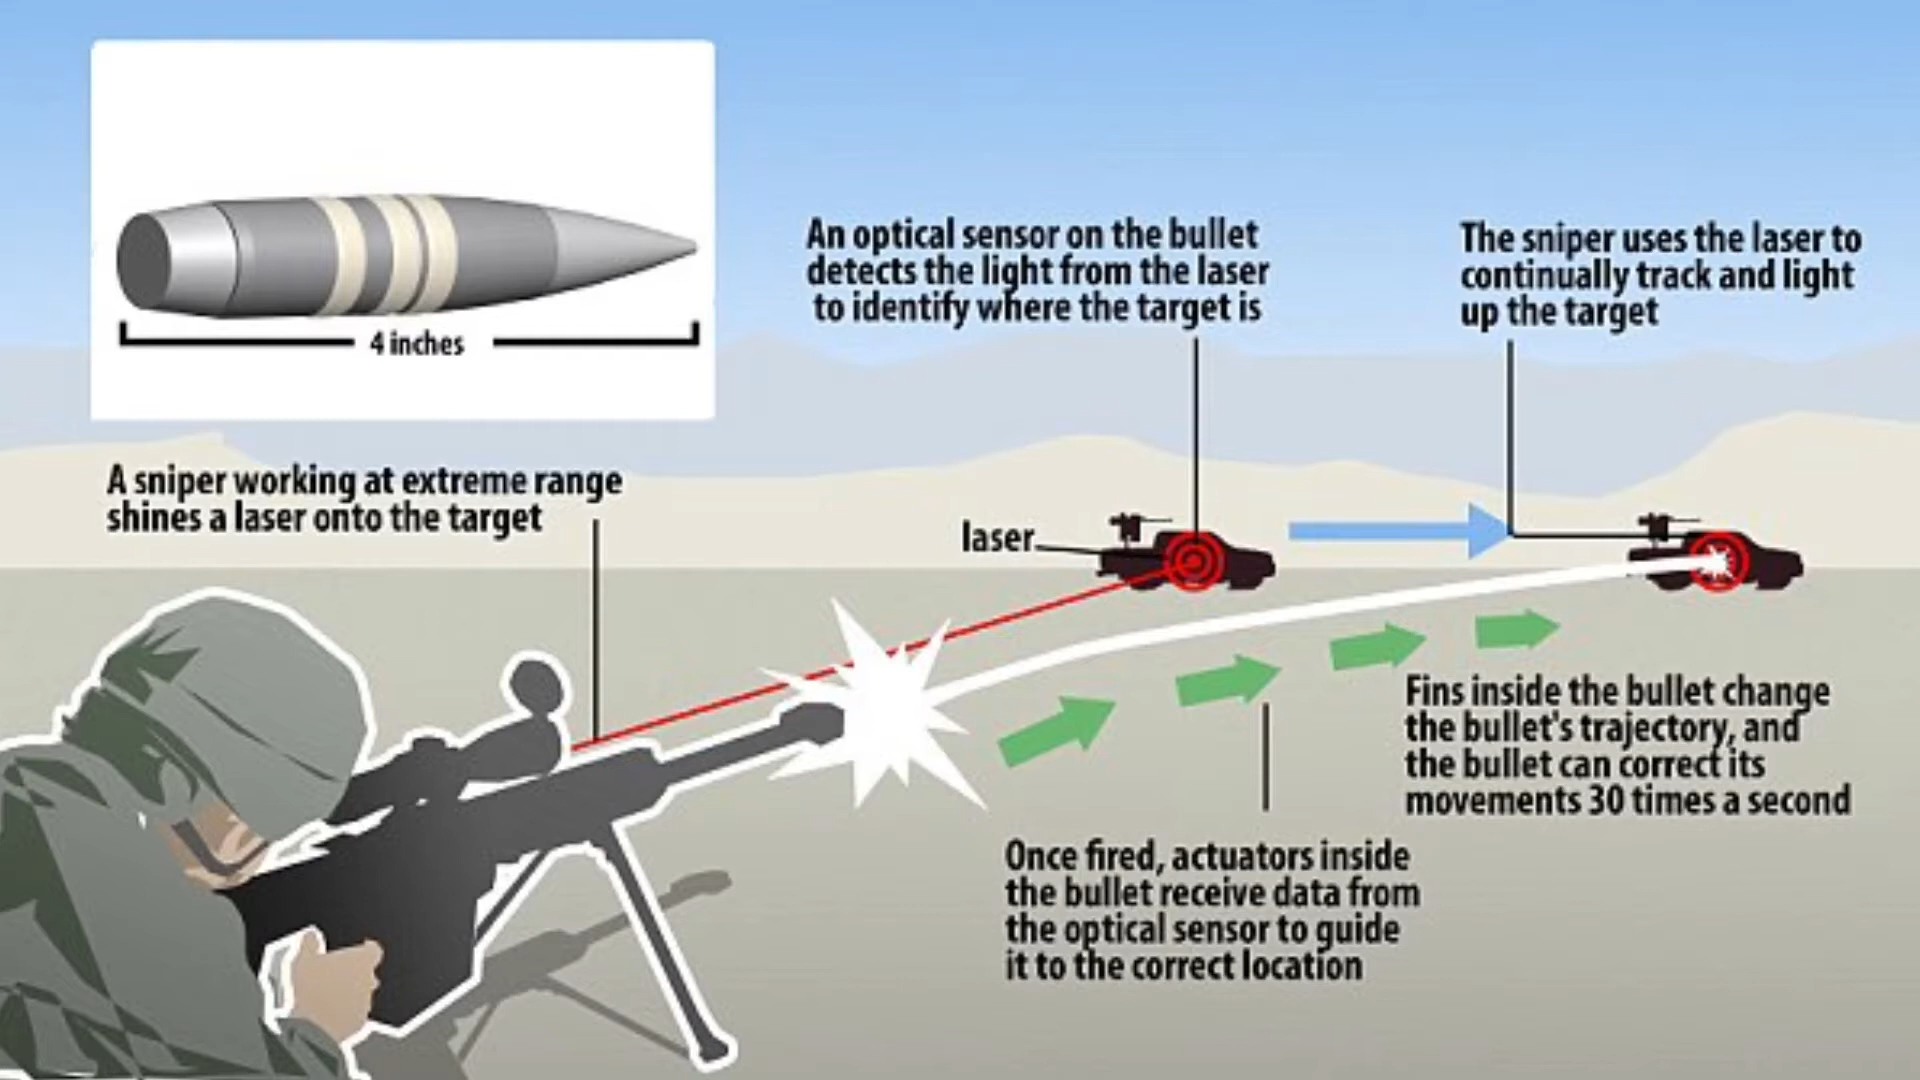 4 inches
An optical sensor on the bullet
detects the light from the laser
to identify where the target is
The sniper uses the laser to
continually track and light
up the target
A sniper working at extreme range
shines a laser onto the target
laser
Fins inside the bullet change
the bullet's trajectory, and
the bullet can correct its
movements 30 times a second
Once fired, actuators inside
the bullet receive data from
the optical sensor to guide
it to the correct location